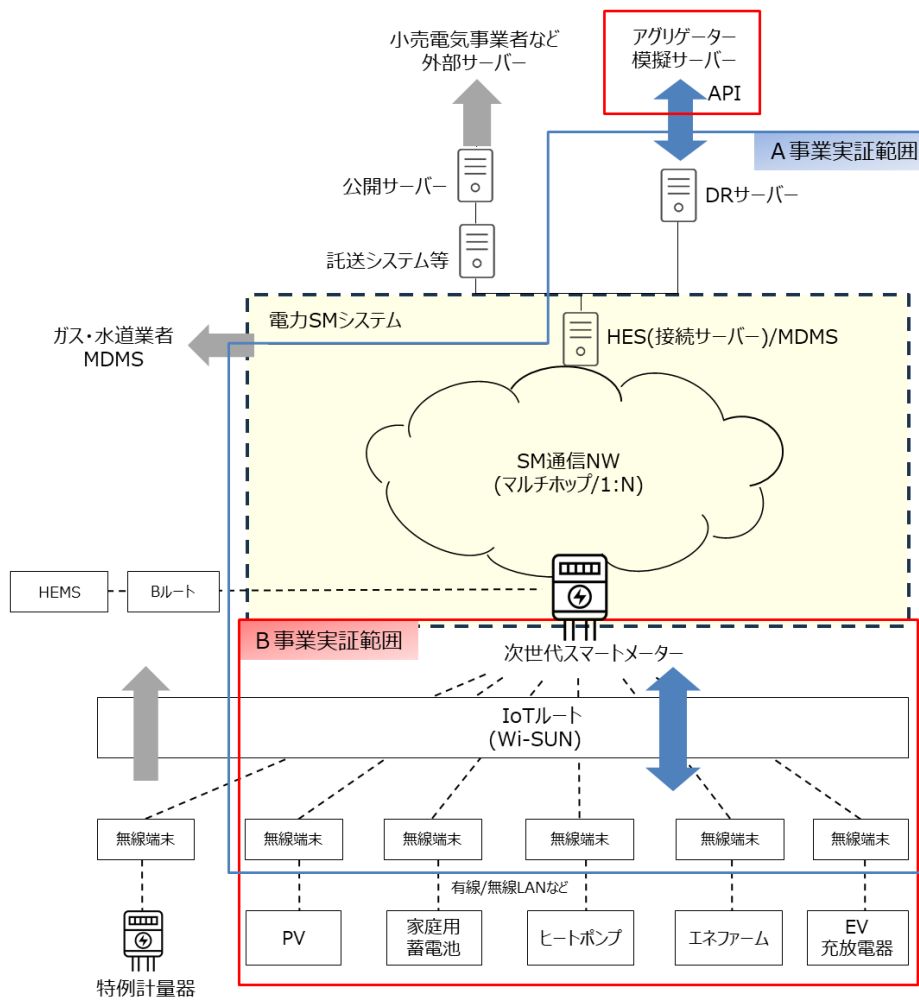 小売電気事業者など
外部サーバー
アグリゲーター
模擬サーバー
API
A事業実証範囲
公開サーバー
DRサーバー
託送システム等
電力SMシステム
ガス・水道業者
MDMS
HES(接続サーバー)/MDMS
SM通信NW
(マルチホップ/1:N)
HEMS
Bルート
B事業実証範囲
次世代スマートメーター
IoTルート
(Wi-SUN)
無線端末
無線端末
無線端末
無線端末
無線端末
無線端末
有線/無線LANなど
PV
家庭用
蓄電池
ヒートポンプ
エネファーム
EV
充放電器
特例計量器